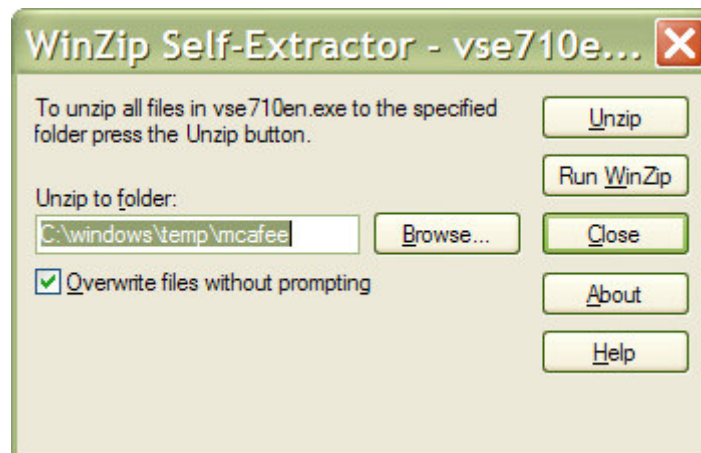 WinZip Self-Extractor - vse710e...
To unzip all files in vse710en.exe to the specified
folder press the Unzip button.
Unzip to folder:
C:\windows\temp\mcafee
Browse...
Overwrite files without prompting
Unzip
Run WinZip
Close
About
Help